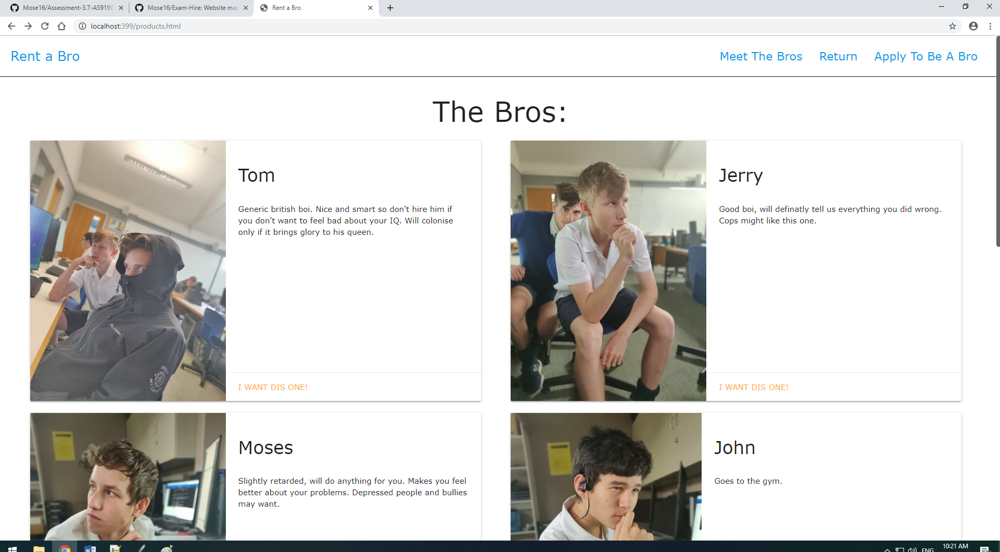 Mose16/Assessment-3.7-AS9190
Mose16/Exam-Hire: Website mac
Rent a Bro
localhost:399/products.html
Rent a Bro
Meet The Bros
Return
Apply To Be A Bro
The Bros:
Tom
Generic british boi. Nice and smart so don't hire him if
you don't want to feel bad about your IQ. Will colonise
only if it brings glory to his queen.
I WANT DIS ONE!
Jerry
Good boi, will definatly tell us everything you did wrong.
Cops might like this one.
I WANT DIS ONE!
Moses
Slightly retarded, will do anything for you. Makes you feel
better about your problems. Depressed people and bullies
may want.
John
Goes to the gym.
ENG
10:21 AM